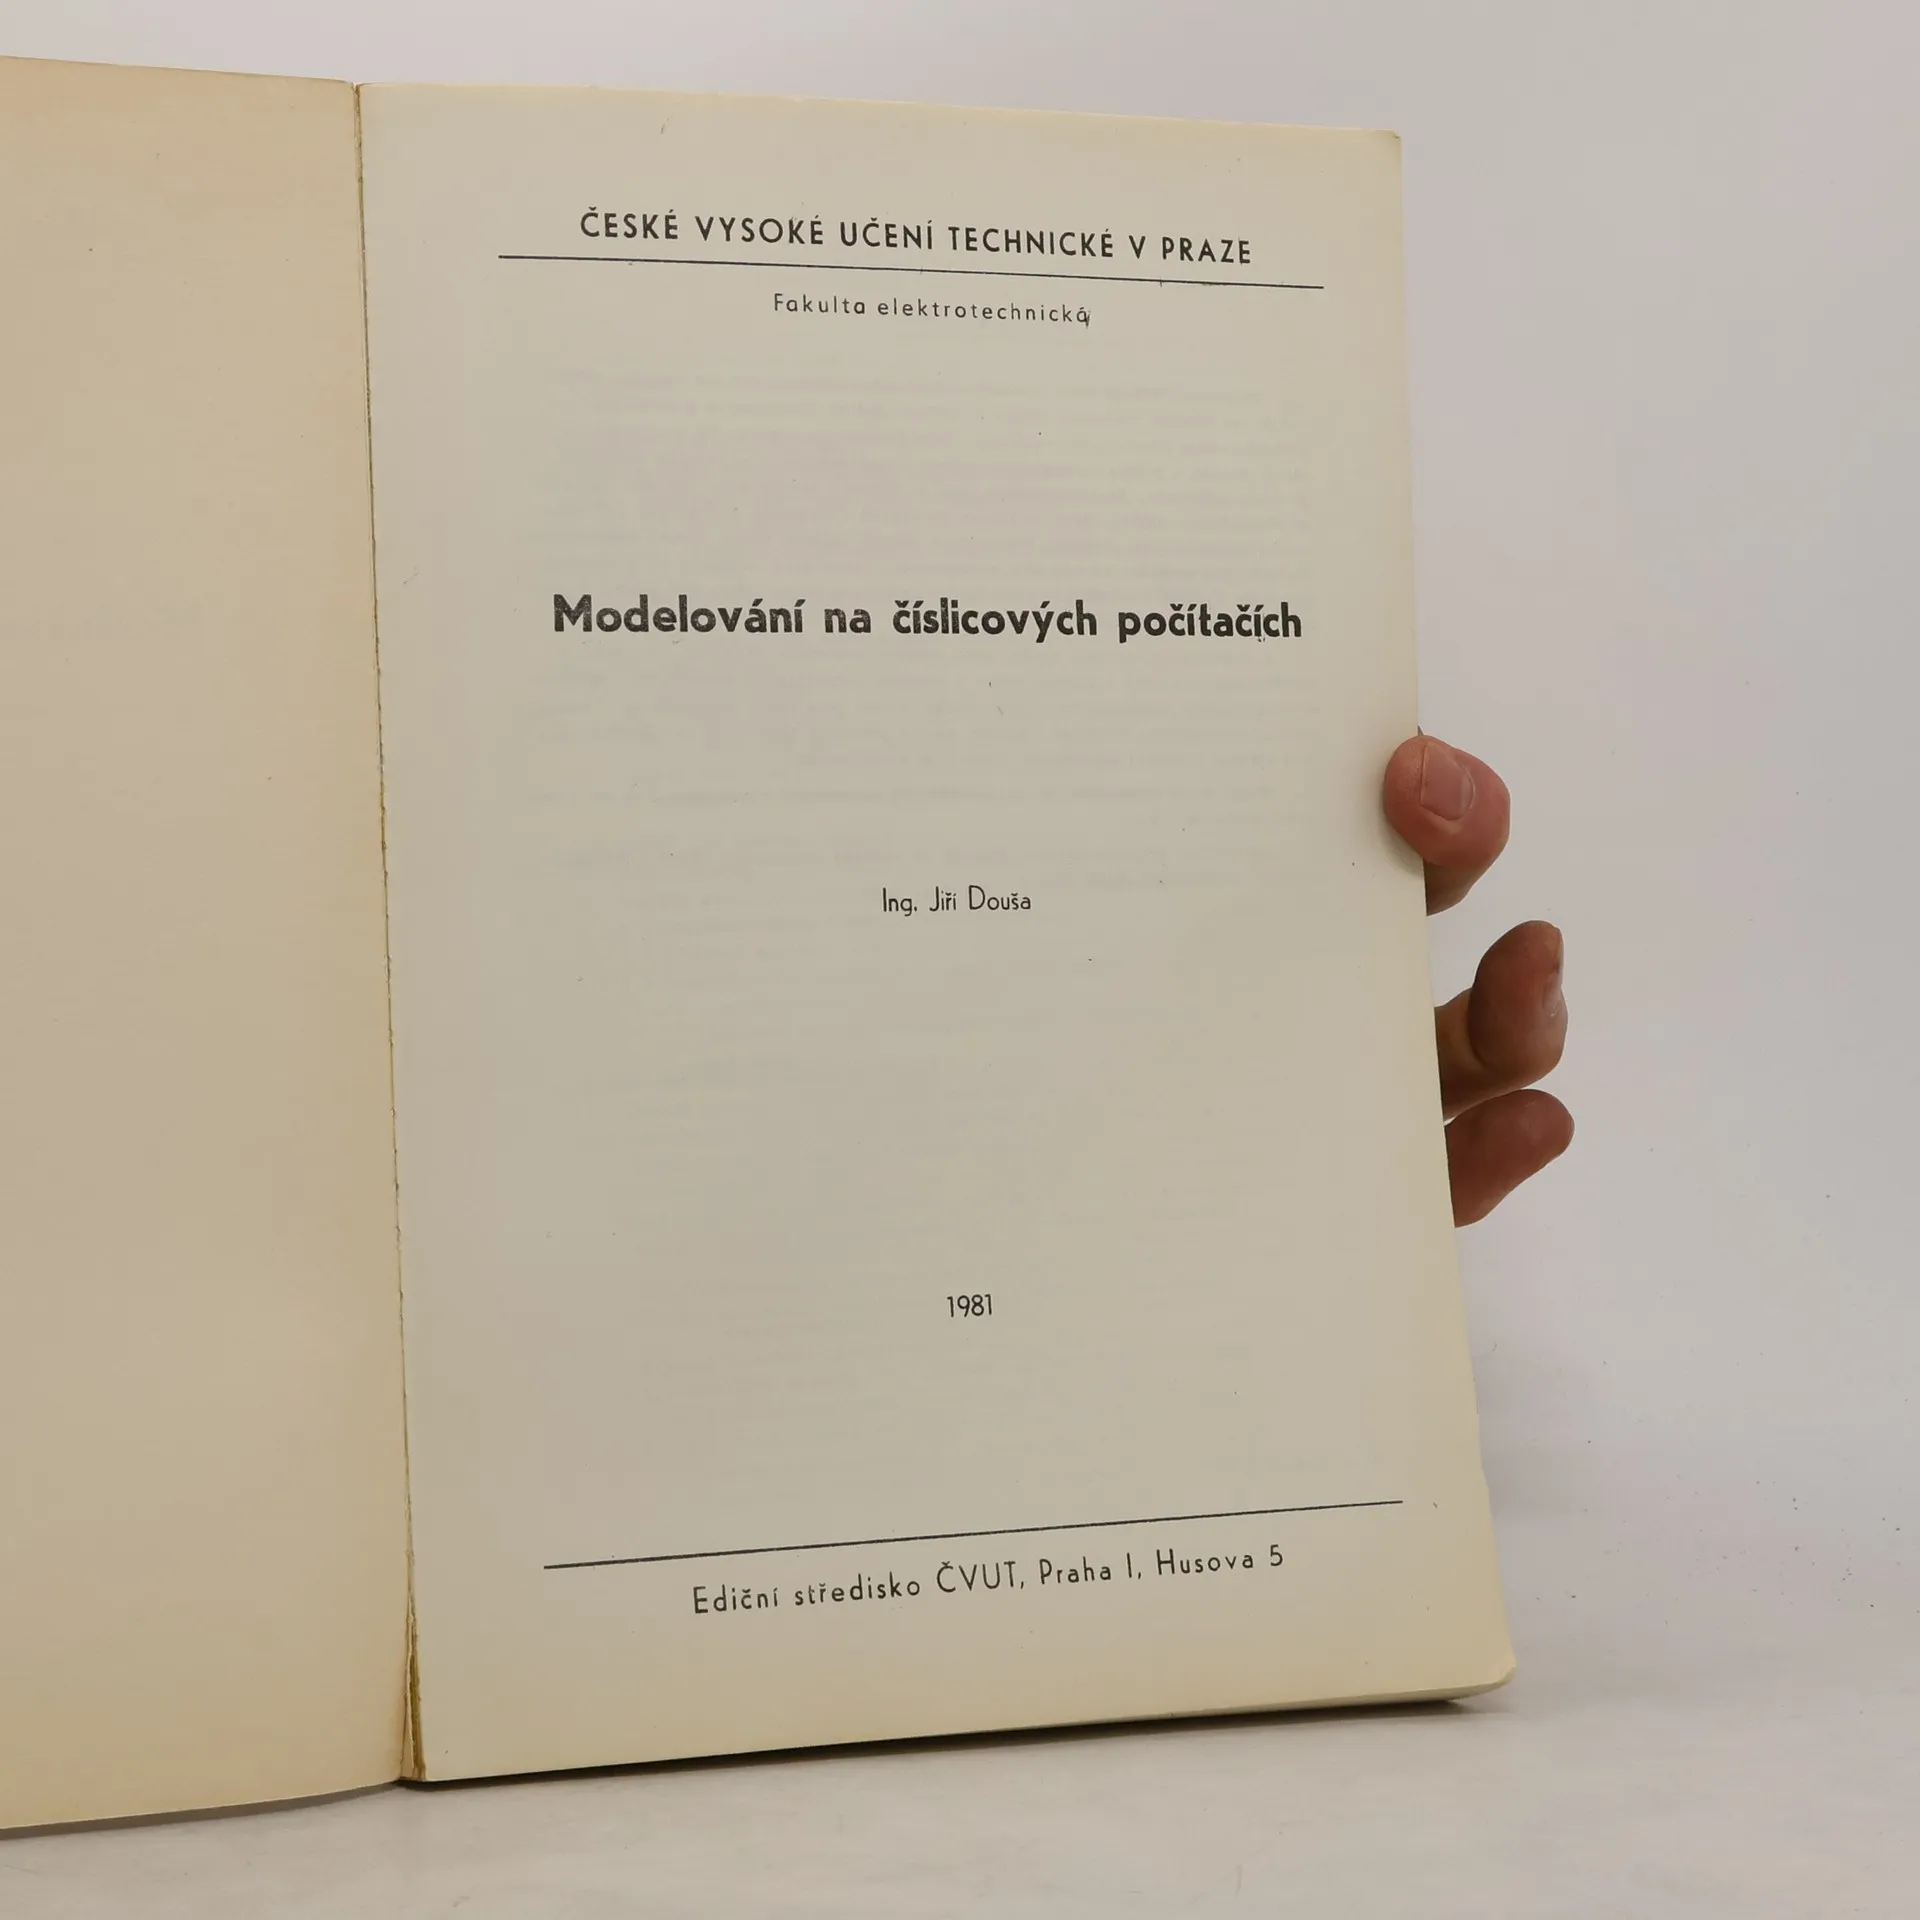 ČESKÉ VYSOKÉ UČENÍ TECHNICKÉ V PRAZE
Fakulta elektrotechnická
Modelování na číslicových počítačích
Ing. Jiří Douša
1981
Ediční středisko ČVUT, Praha 1, Husova 5